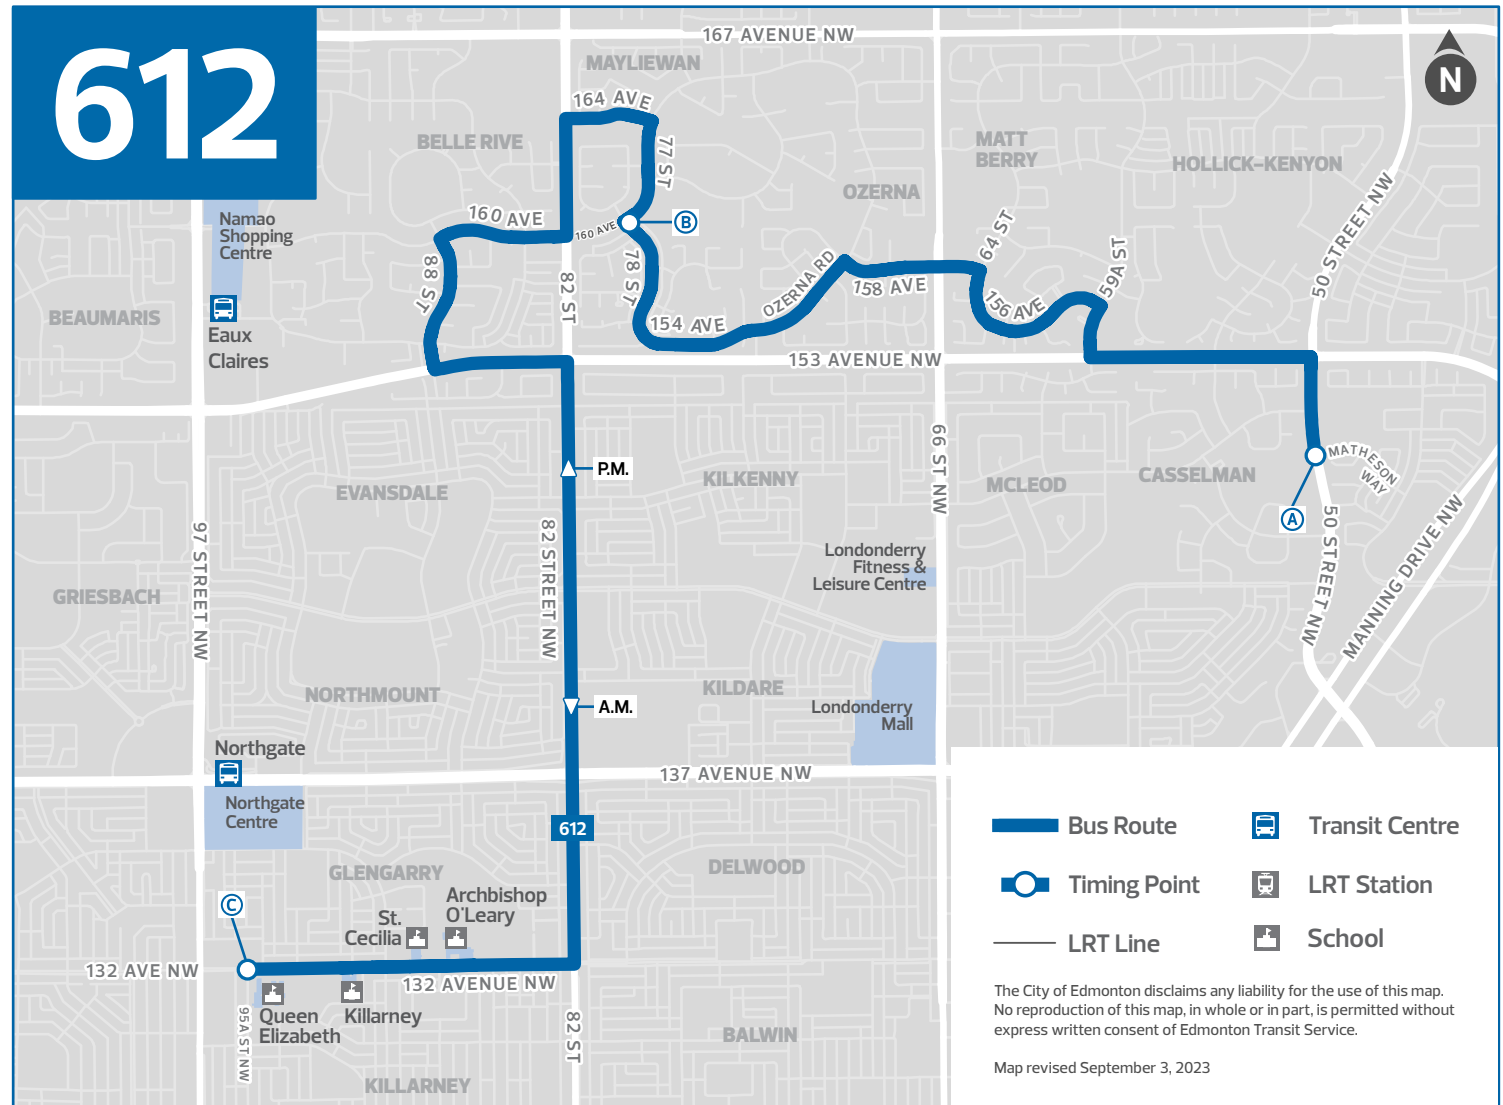 612
167 AVENUE NW
MAYLIEWAN
N
164 AVE
BELLE RIVE
77 ST
MATT
BERRY
HOLLICK-KENYON
OZERNA
50 STREET NW
Namao
Shopping
Centre
160 AVE
160 AVE
B
64 ST
59A ST
88 ST
82 ST
78 ST
OZERNA RD
158 AVE
156 AVE
BEAUMARIS
Eaux
Claires
154 AVE
153 AVENUE NW
P.M.
66 ST NW
MATHESON
WAY
EVANSDALE
KILKENNY
MCLEOD
CASSELMAN
A
97 STREET NW
82 STREET NW
50 STREET NW
MANNING DRIVE NW
Londonderry
Fitness &
Leisure Centre
GRIESBACH
NORTHMOUNT
KILDARE
A.M.
Londonderry
Mall
Northgate
137 AVENUE NW
Northgate
Centre
612
GLENGARRY
DELWOOD
C
St.
Cecilia
Archbishop
O'Leary
132 AVE NW
132 AVENUE NW
95A ST NW
Queen
Elizabeth
Killarney
82 ST
BALWIN
KILLARNEY
Bus Route
Transit Centre
Timing Point
LRT Station
LRT Line
School
The City of Edmonton disclaims any liability for the use of this map.
No reproduction of this map, in whole or in part, is permitted without
express written consent of Edmonton Transit Service.
Map revised September 3, 2023